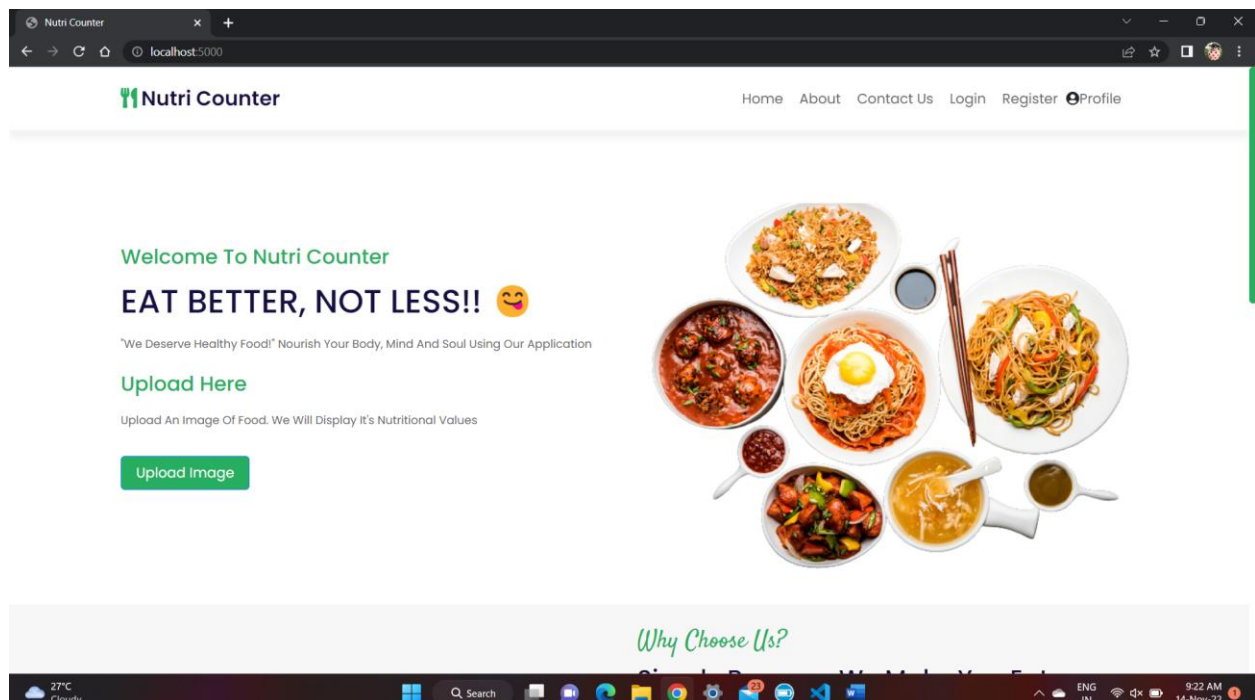 Nutri Counter
localhost:5000
Nutri Counter
Home About Contact Us Login Register Profile
Welcome To Nutri Counter
EAT BETTER, NOT LESS!! 😋
"We Deserve Healthy Food!" Nourish Your Body, Mind And Soul Using Our Application
Upload Here
Upload An Image Of Food. We Will Display It's Nutritional Values
Upload Image
Why Choose Us?
27°C
Cloudy
Search
23
ENG
IN
9:22 AM
14-Nov-22
1